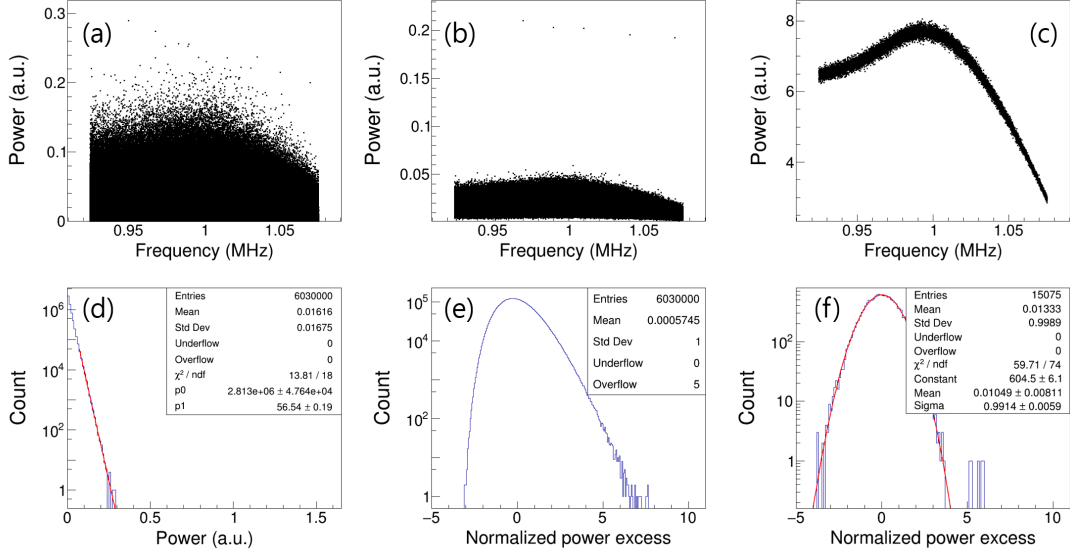 (a)
Power (a.u.)
0.3
0.2
0.1
0
0.95
1
1.05
Frequency (MHz)
(b)
Power (a.u.)
0.2
0.15
0.1
0.05
0.95
1
1.05
Frequency (MHz)
(c)
Power (a.u.)
8
6
4
0.95
1
1.05
Frequency (MHz)
(d)
Count
10^6
10^4
10^2
1
0
0.5
1
1.5
Power (a.u.)
Entries 6030000
Mean 0.01616
Std Dev 0.01675
Underflow 0
Overflow 0
χ² / ndf 13.81 / 18
p0 2.813e+06 ± 4.764e+04
p1 56.54 ± 0.19
(e)
Count
10^5
10^4
10^2
1
−5
0
5
10
Normalized power excess
Entries 6030000
Mean 0.0005745
Std Dev 1
Underflow 0
Overflow 5
(f)
Count
10^2
10
1
−5
0
5
10
Normalized power excess
Entries 15075
Mean 0.01333
Std Dev 0.9989
Underflow 0
Overflow 0
χ² / ndf 59.71 / 74
Constant 604.5 ± 6.1
Mean 0.01049 ± 0.00811
Sigma 0.9914 ± 0.0059